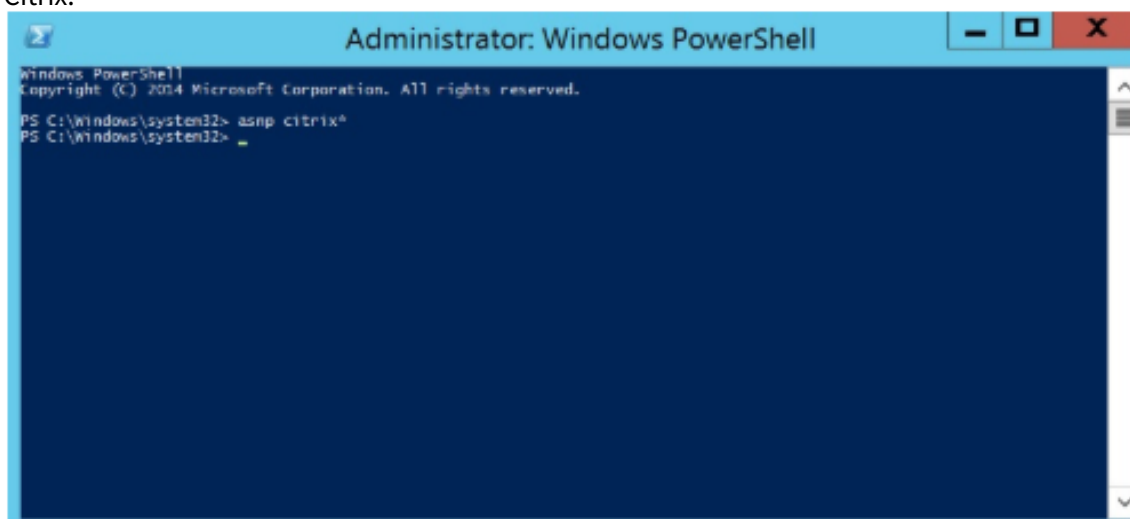 Citrix.
Administrator: Windows PowerShell
Windows PowerShell
Copyright (C) 2014 Microsoft Corporation. All rights reserved.
PS C:\Windows\system32> asnp citrix*
PS C:\Windows\system32> _